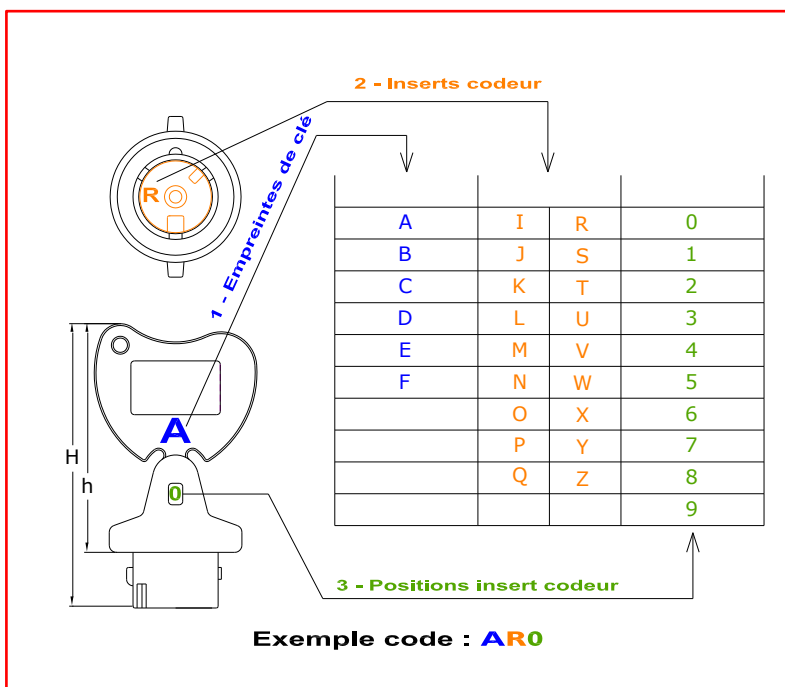 2 - Inserts codeur
1 - Empreintes de clé
R
A I R 0
B J S 1
C K T 2
D L U 3
E M V 4
F N W 5
O X 6
P Y 7
Q Z 8
9
A
H
h
0
3 - Positions insert codeur
Exemple code : AR0